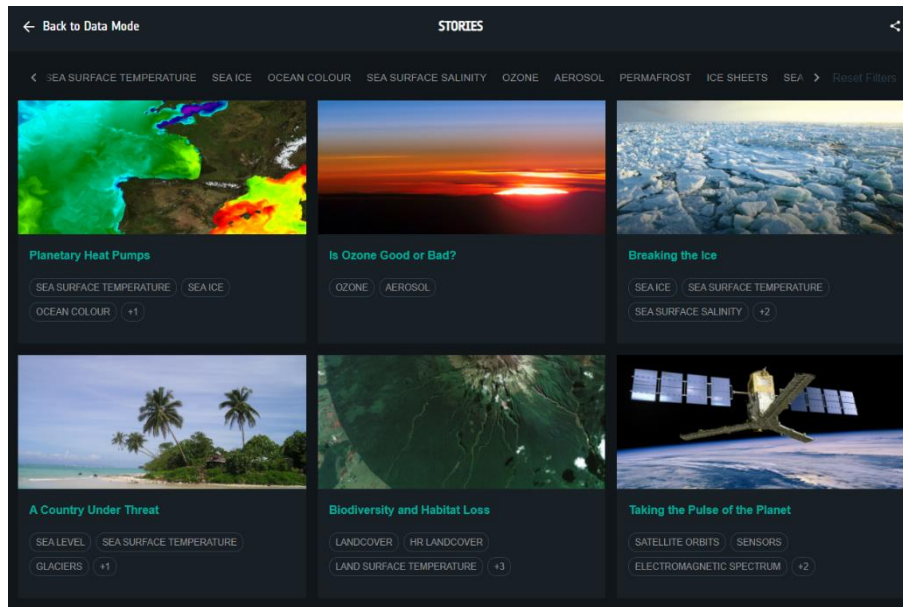 ← Back to Data Mode
STORIES
SEA SURFACE TEMPERATURE SEA ICE OCEAN COLOUR SEA SURFACE SALINITY OZONE AEROSOL PERMAFROST ICE SHEETS SEA Reset Filters
Planetary Heat Pumps
SEA SURFACE TEMPERATURE SEA ICE
OCEAN COLOUR +1
Is Ozone Good or Bad?
OZONE AEROSOL
Breaking the Ice
SEA ICE SEA SURFACE TEMPERATURE
SEA SURFACE SALINITY +2
A Country Under Threat
SEA LEVEL SEA SURFACE TEMPERATURE
GLACIERS +1
Biodiversity and Habitat Loss
LANDCOVER HR LANDCOVER
LAND SURFACE TEMPERATURE +3
Taking the Pulse of the Planet
SATELLITE ORBITS SENSORS
ELECTROMAGNETIC SPECTRUM +2